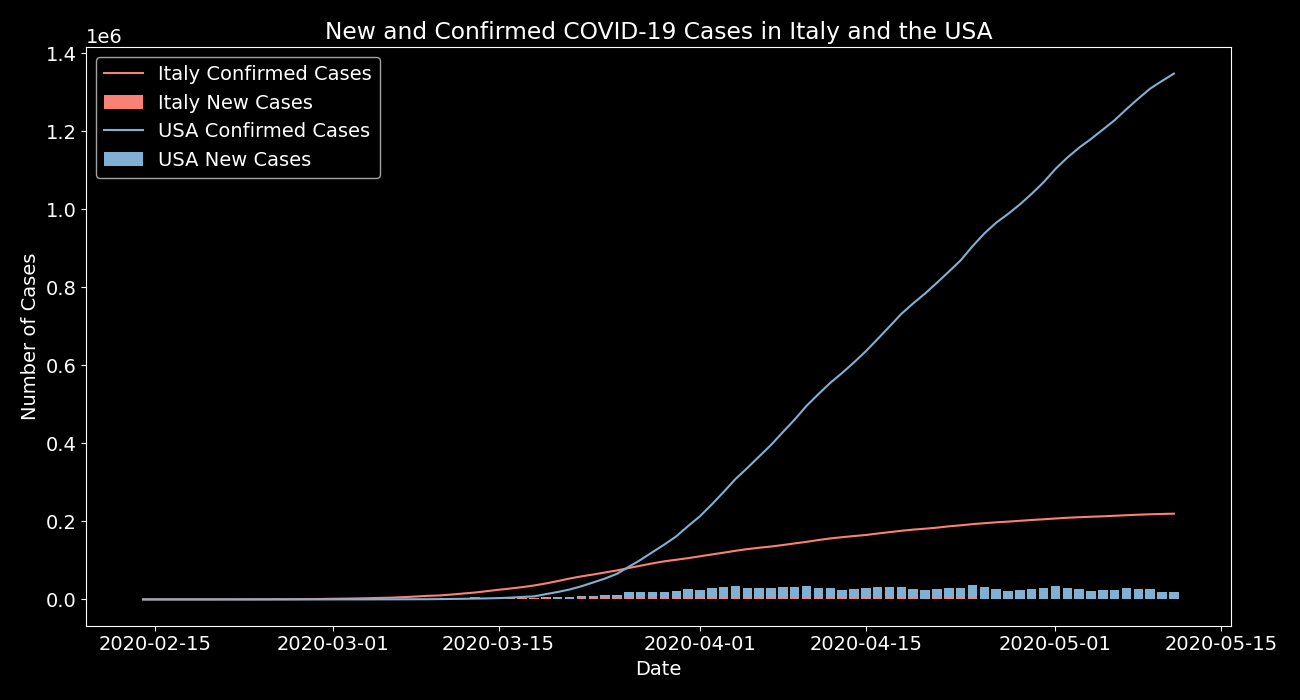 New and Confirmed COVID-19 Cases in Italy and the USA
1e6
1.4
1.2
1.0
0.8
0.6
0.4
0.2
0.0
Number of Cases
Italy Confirmed Cases
Italy New Cases
USA Confirmed Cases
USA New Cases
2020-02-15 2020-03-01 2020-03-15 2020-04-01 2020-04-15 2020-05-01 2020-05-15
Date